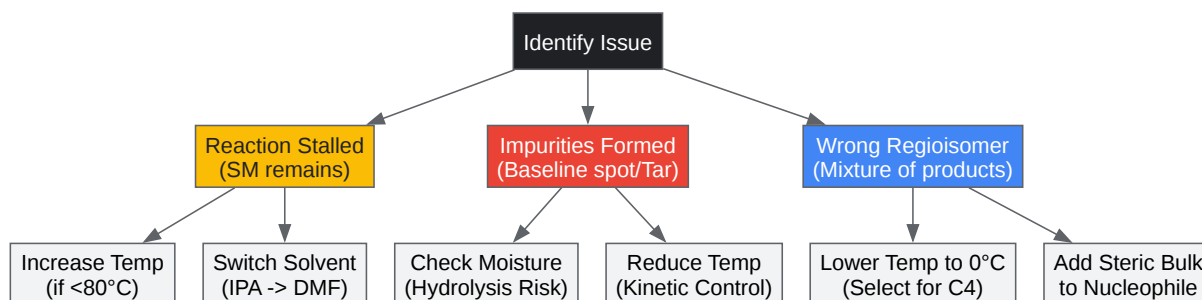 Identify Issue
Reaction Stalled
(SM remains)
Impurities Formed
(Baseline spot/Tar)
Wrong Regioisomer
(Mixture of products)
Increase Temp
(if <80°C)
Switch Solvent
(IPA -> DMF)
Check Moisture
(Hydrolysis Risk)
Reduce Temp
(Kinetic Control)
Lower Temp to 0°C
(Select for C4)
Add Steric Bulk
to Nucleophile